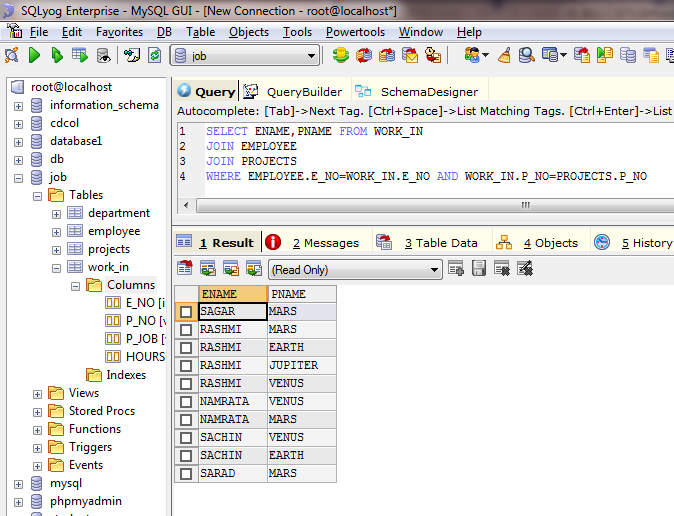 SQLyog Enterprise - MySQL GUI - [New Connection - root@localhost*]
File Edit Favorites DB Table Objects Tools Powertools Window Help
job
root@localhost
information_schema
cdcol
database1
db
job
Tables
department
employee
projects
work_in
Columns
E_NO [i
P_NO [v
P_JOB [
HOURS
Indexes
Views
Stored Procs
Functions
Triggers
Events
mysql
phpmyadmin
Query QueryBuilder SchemaDesigner
Autocomplete: [Tab]->Next Tag. [Ctrl+Space]->List Matching Tags. [Ctrl+Enter]->List
1 SELECT ENAME,PNAME FROM WORK_IN
2 JOIN EMPLOYEE
3 JOIN PROJECTS
4 WHERE EMPLOYEE.E_NO=WORK_IN.E_NO AND WORK_IN.P_NO=PROJECTS.P_NO
1 Result 2 Messages 3 Table Data 4 Objects 5 History
(Read Only)
ENAME PNAME
SAGAR MARS
RASHMI MARS
RASHMI EARTH
RASHMI JUPITER
RASHMI VENUS
NAMRATA VENUS
NAMRATA MARS
SACHIN VENUS
SACHIN EARTH
SARAD MARS